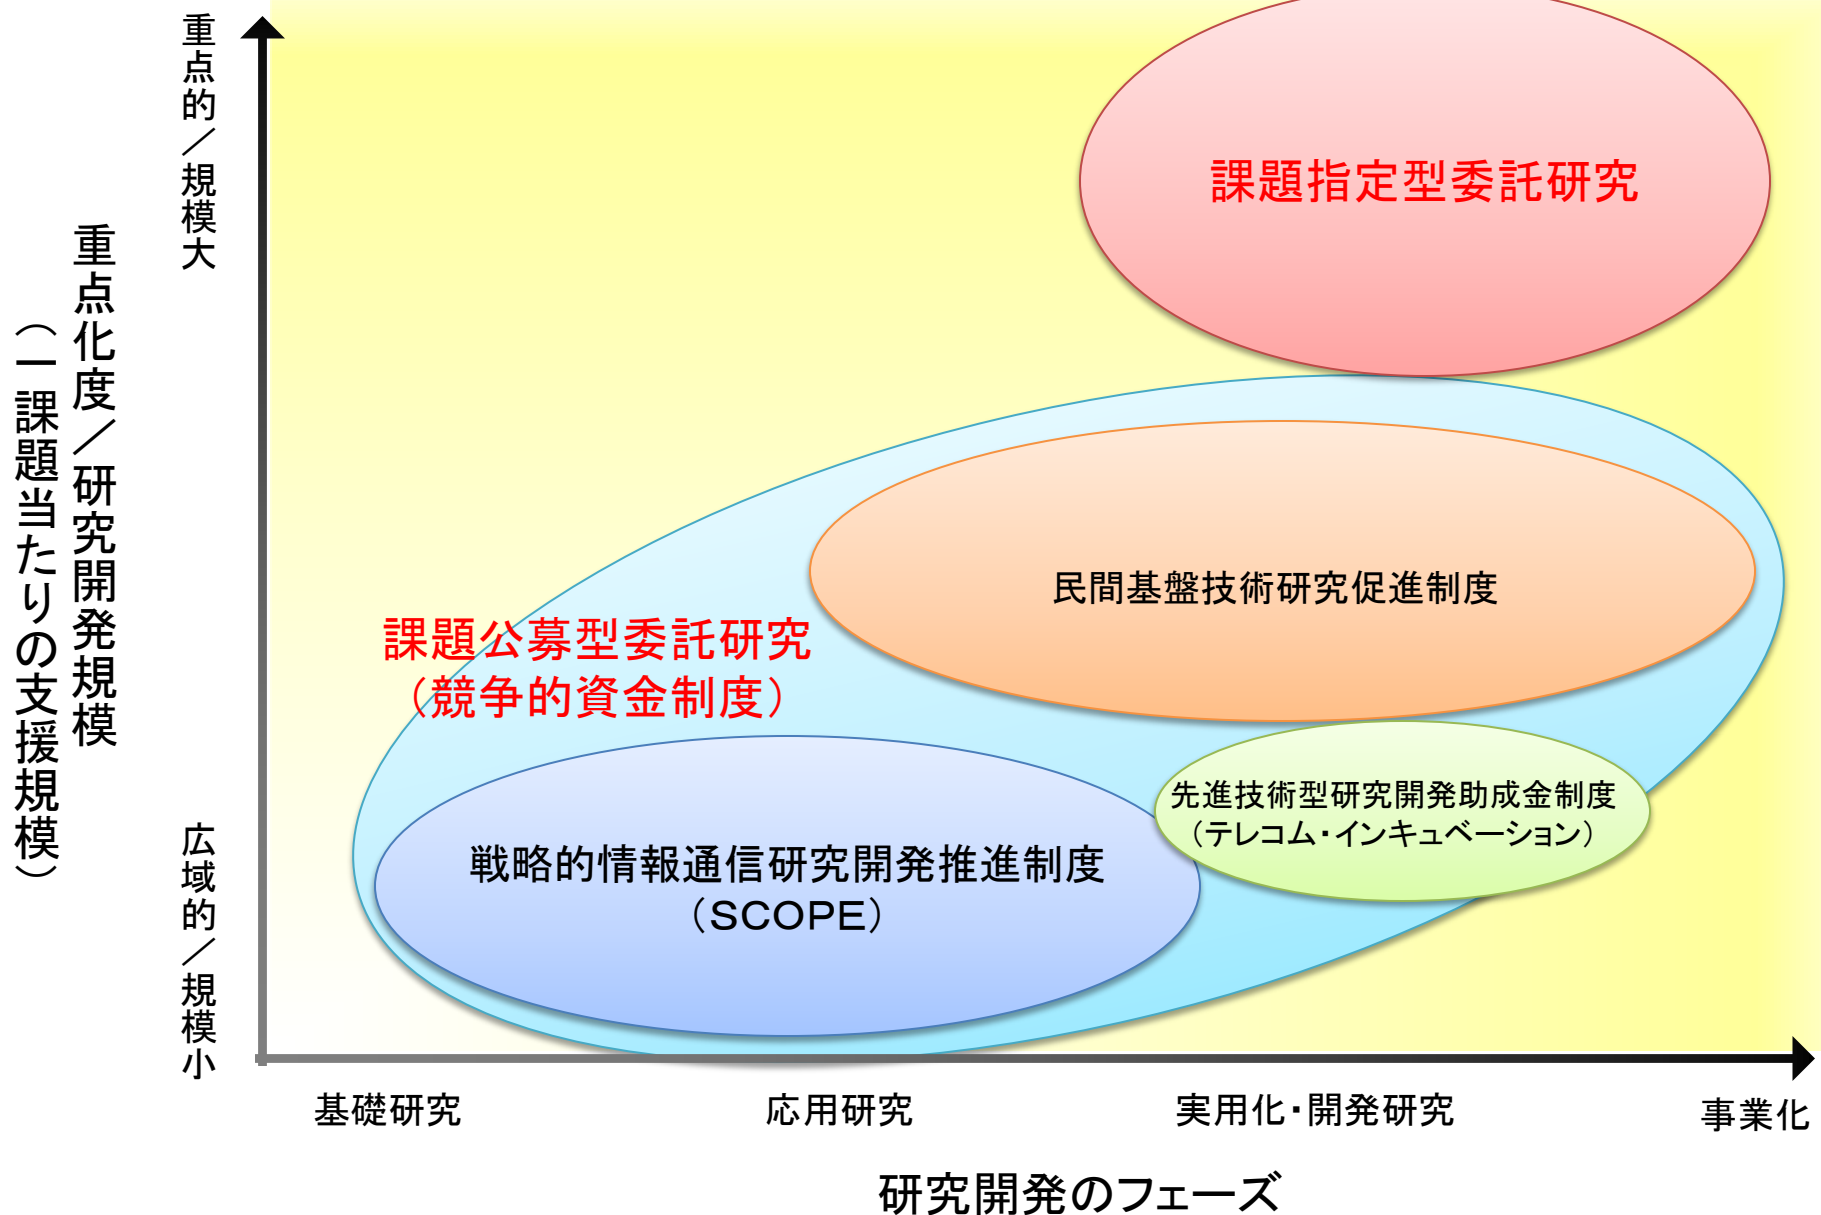 重点化度／研究開発規模
（一課題当たりの支援規模）
重点的／規模大
広域的／規模小
課題指定型委託研究
民間基盤技術研究促進制度
課題公募型委託研究
（競争的資金制度）
先進技術型研究開発助成金制度
（テレコム・インキュベーション）
戦略的情報通信研究開発推進制度
（SCOPE）
基礎研究
応用研究
実用化・開発研究
事業化
研究開発のフェーズ